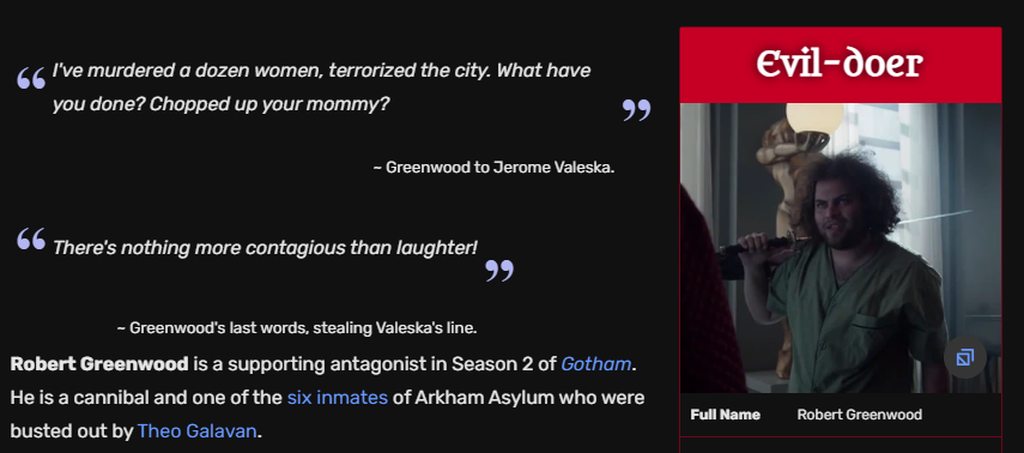 “ I've murdered a dozen women, terrorized the city. What have
you done? Chopped up your mommy? ”
~ Greenwood to Jerome Valeska.
“ There's nothing more contagious than laughter! ”
~ Greenwood's last words, stealing Valeska's line.
Robert Greenwood is a supporting antagonist in Season 2 of Gotham.
He is a cannibal and one of the six inmates of Arkham Asylum who were
busted out by Theo Galavan.
Evil-doer
Full Name Robert Greenwood